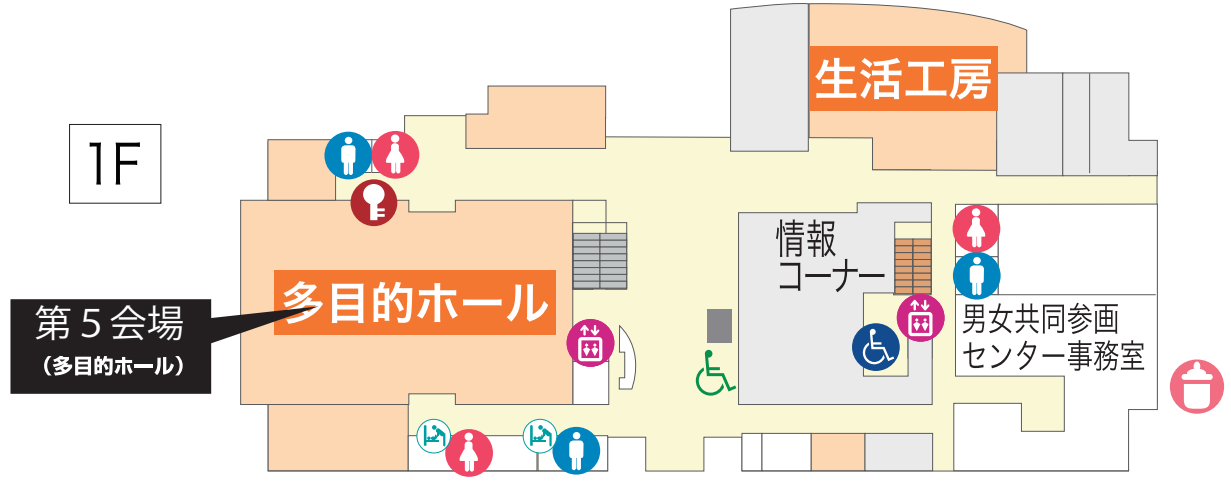 生活工房
1F
情報
コーナー
多目的ホール
第5会場
(多目的ホール)
男女共同参画
センター事務室